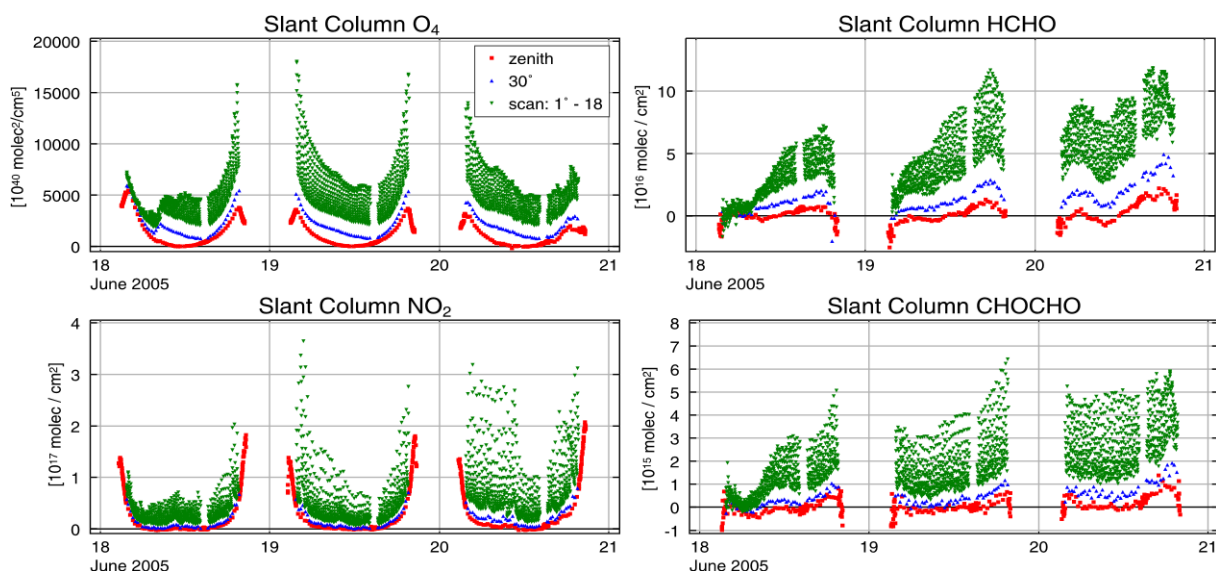 Slant Column O₄
[10⁴⁰ molec²/cm⁵]
20000
15000
10000
5000
0
zenith
30°
scan: 1° - 18
18
19
20
21
June 2005
Slant Column HCHO
[10¹⁶ molec / cm²]
10
5
0
18
19
20
21
June 2005
Slant Column NO₂
[10¹⁷ molec / cm²]
4
3
2
1
0
18
19
20
21
June 2005
Slant Column CHOCHO
[10¹⁵ molec / cm²]
8
7
6
5
4
3
2
1
0
-1
18
19
20
21
June 2005